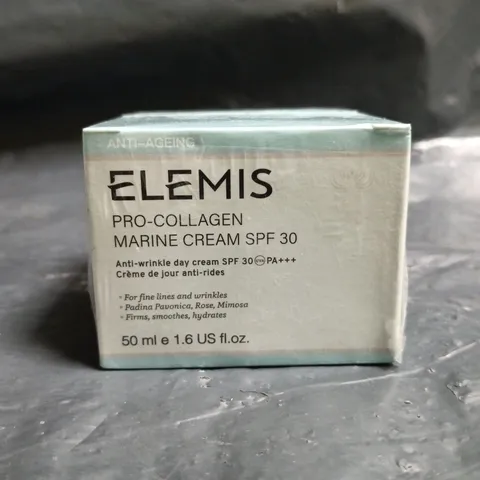 ANTI-AGEING
ELEMIS
PRO-COLLAGEN
MARINE CREAM SPF 30
Anti-wrinkle day cream SPF 30 UVA PA+++
Crème de jour anti-rides
• For fine lines and wrinkles
• Padina Pavonica, Rose, Mimosa
• Firms, smoothes, hydrates
50 ml e 1.6 US fl.oz.